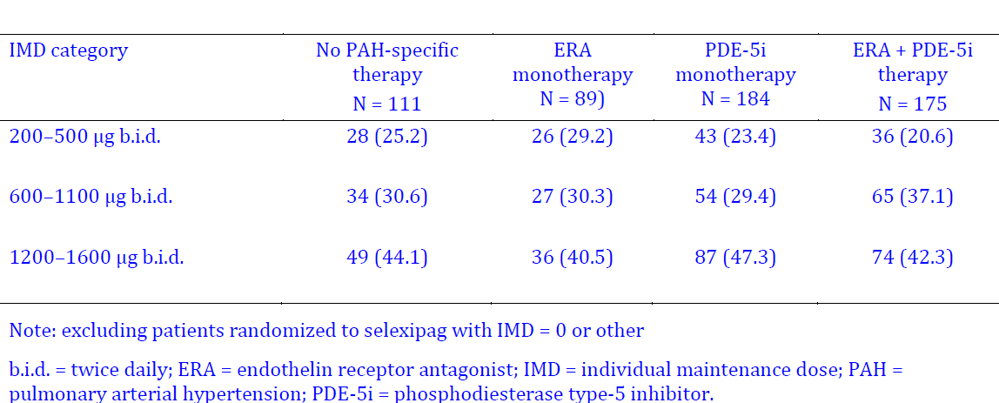 IMD category No PAH-specific therapy N = 111 ERA monotherapy N = 89) PDE-5i monotherapy N = 184 ERA + PDE-5i therapy N = 175
200–500 μg b.i.d. 28 (25.2) 26 (29.2) 43 (23.4) 36 (20.6)
600–1100 μg b.i.d. 34 (30.6) 27 (30.3) 54 (29.4) 65 (37.1)
1200–1600 μg b.i.d. 49 (44.1) 36 (40.5) 87 (47.3) 74 (42.3)
Note: excluding patients randomized to selexipag with IMD = 0 or other
b.i.d. = twice daily; ERA = endothelin receptor antagonist; IMD = individual maintenance dose; PAH =
pulmonary arterial hypertension; PDE-5i = phosphodiesterase type-5 inhibitor.